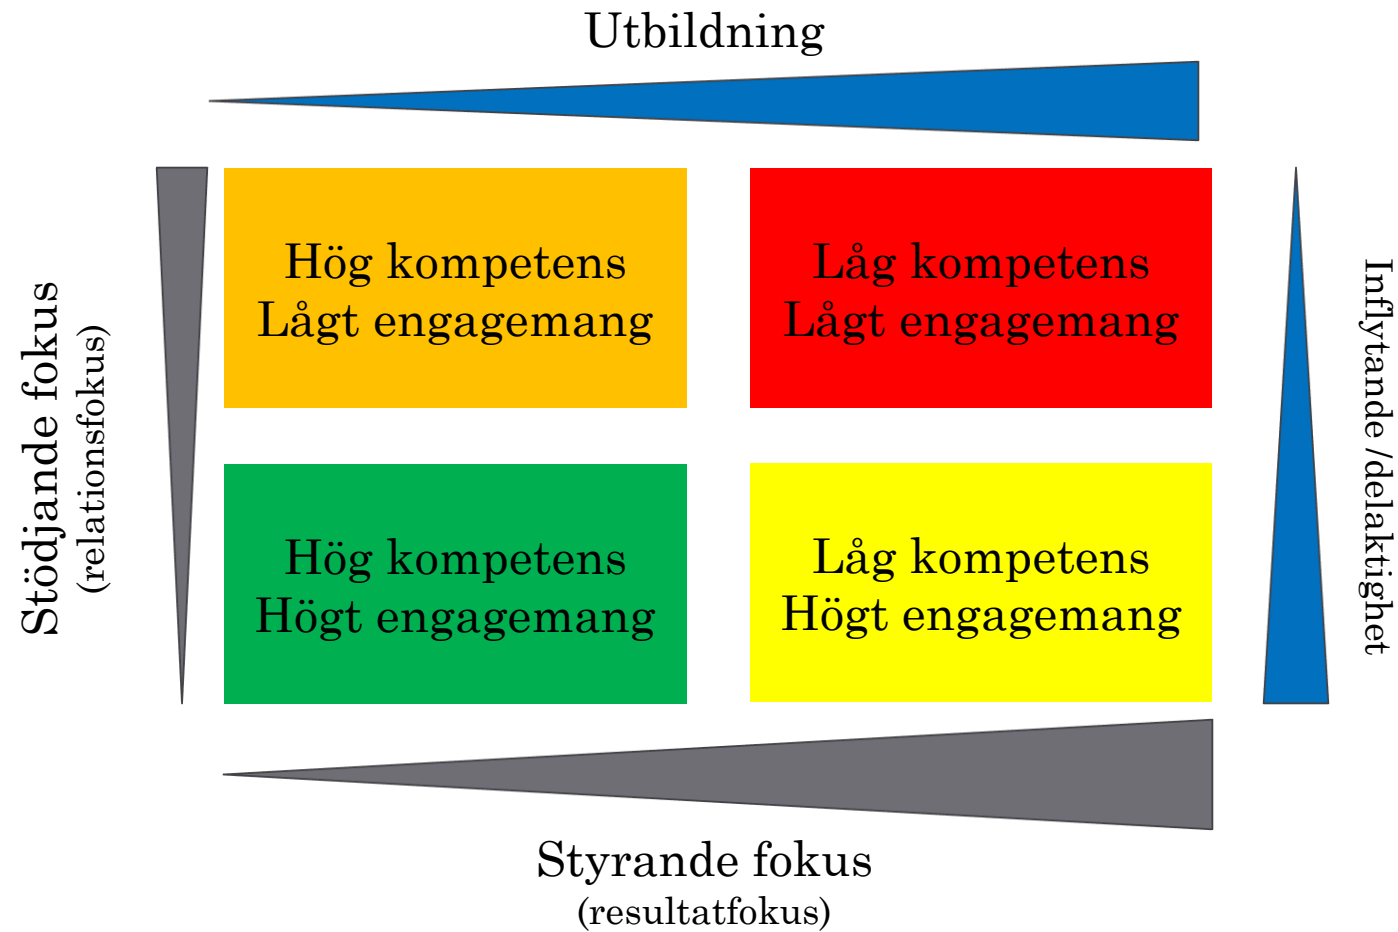 Utbildning
Stödjande fokus
(relationsfokus)
Hög kompetens
Lågt engagemang
Låg kompetens
Lågt engagemang
Inflytande /delaktighet
Hög kompetens
Högt engagemang
Låg kompetens
Högt engagemang
Styrande fokus
(resultatfokus)